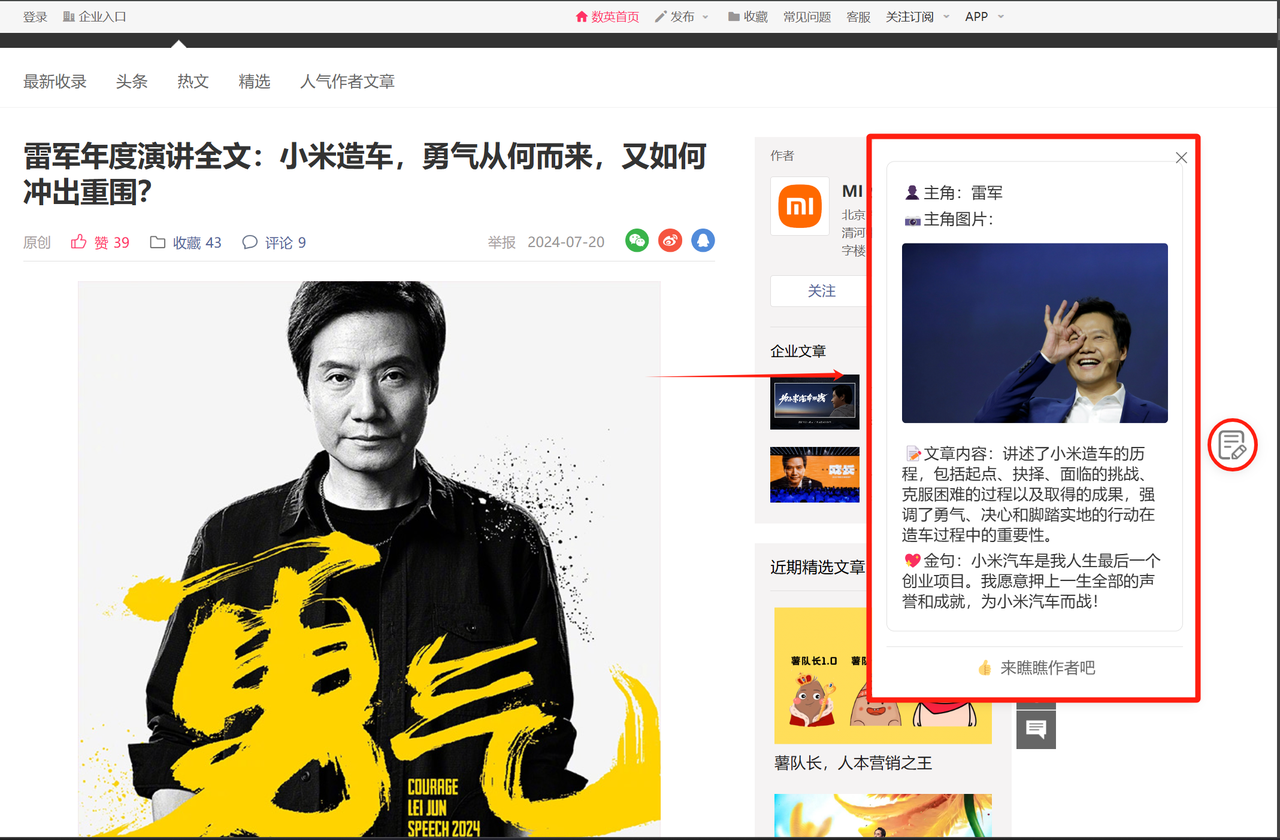 登录 企业入口 数英首页 发布 收藏 常见问题 客服 关注订阅 APP
最新收录 头条 热文 精选 人气作者文章
雷军年度演讲全文：小米造车，勇气从何而来，又如何
冲出重围？
原创 赞 39 收藏 43 评论 9 举报 2024-07-20
勇气
COURAGE
LEI JUN
SPEECH 2024
作者
MI
北京
清河
字楼
关注
企业文章
近期精选文章
薯队长1.0 薯队
薯队长，人本营销之王
主角：雷军
主角图片：
文章内容：讲述了小米造车的历
程，包括起点、抉择、面临的挑战、
克服困难的过程以及取得的成果，强
调了勇气、决心和脚踏实地的行动在
造车过程中的重要性。
金句：小米汽车是我人生最后一个
创业项目。我愿意押上一生全部的声
誉和成就，为小米汽车而战！
来瞧瞧作者吧